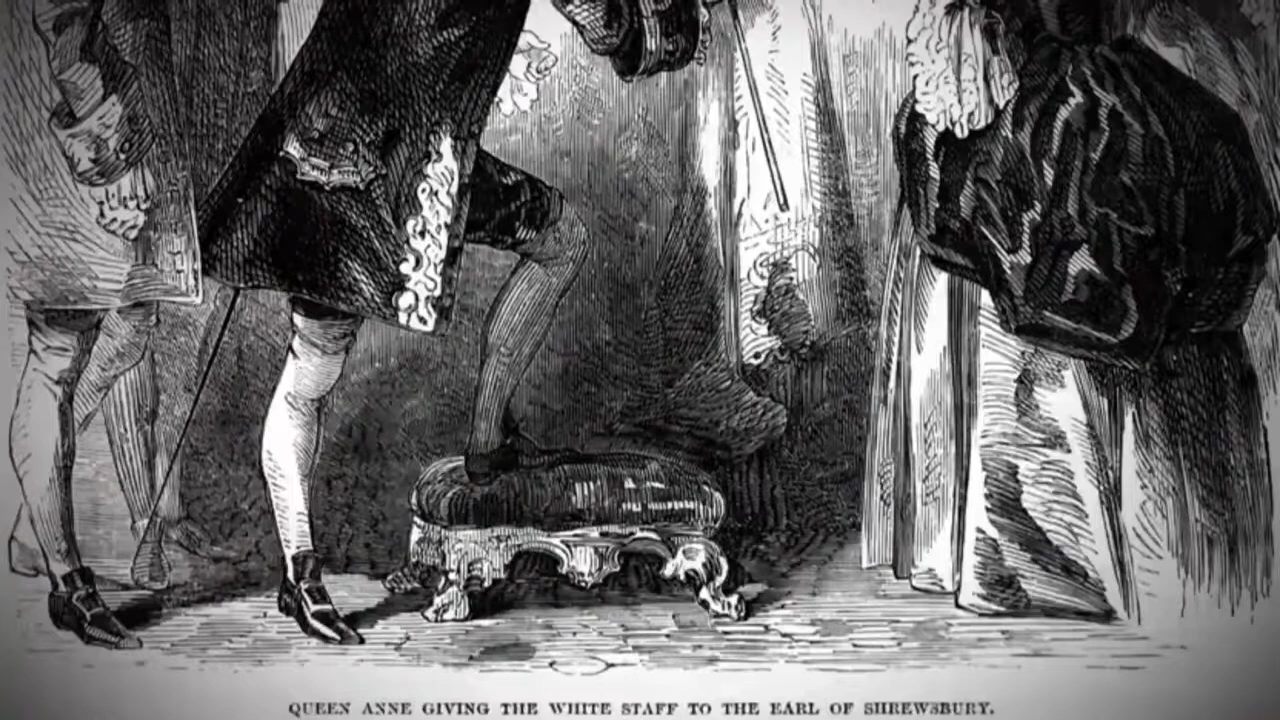 QUEEN ANNE GIVING THE WHITE STAFF TO THE EARL OF SHREWSBURY.